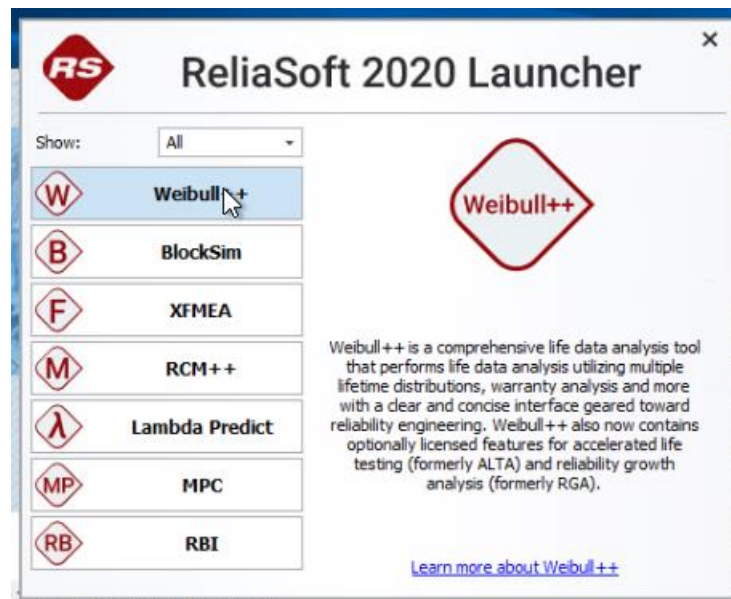 RS
ReliaSoft 2020 Launcher
Show:
All
W
Weibull++
B
BlockSim
F
XFMEA
M
RCM++
λ
Lambda Predict
MP
MPC
RB
RBI
Weibull++
Weibull++ is a comprehensive life data analysis tool
that performs life data analysis utilizing multiple
lifetime distributions, warranty analysis and more
with a clear and concise interface geared toward
reliability engineering. Weibull++ also now contains
optionally licensed features for accelerated life
testing (formerly ALTA) and reliability growth
analysis (formerly RGA).
Learn more about Weibull++